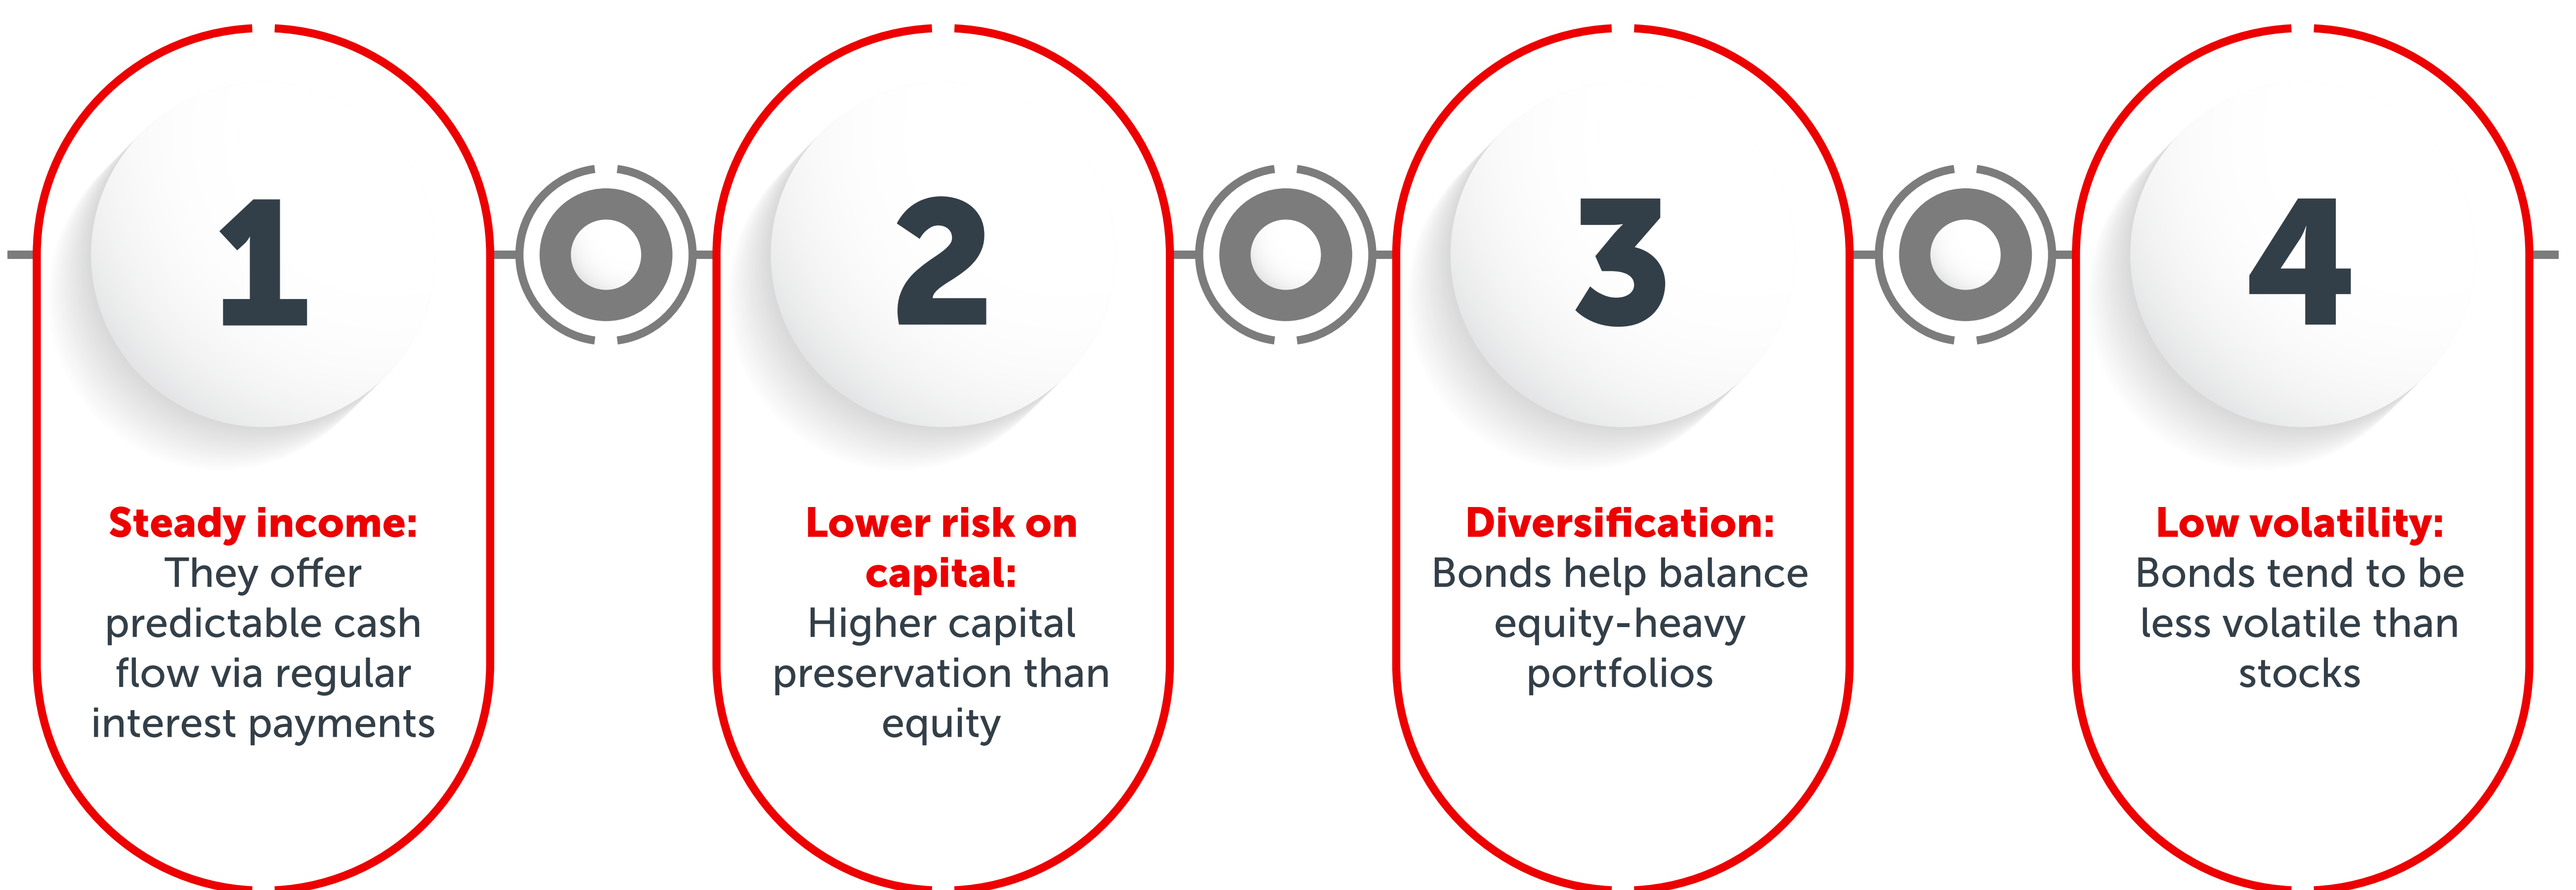 1
Steady income:
They offer
predictable cash
flow via regular
interest payments
2
Lower risk on
capital:
Higher capital
preservation than
equity
3
Diversification:
Bonds help balance
equity-heavy
portfolios
4
Low volatility:
Bonds tend to be
less volatile than
stocks